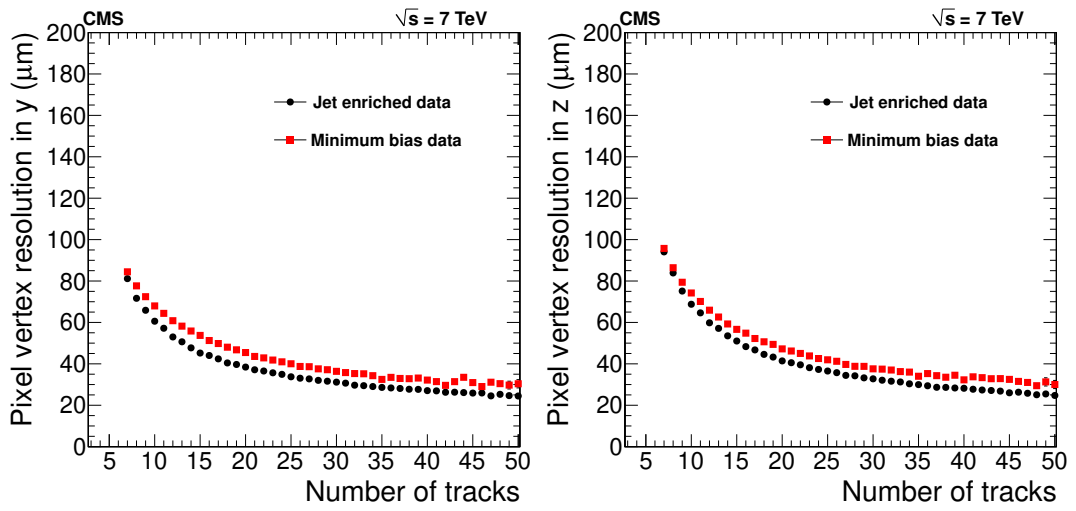 CMS √s = 7 TeV
Pixel vertex resolution in y (μm)
200
180
160
140
120
100
80
60
40
20
0
Jet enriched data
Minimum bias data
5 10 15 20 25 30 35 40 45 50
Number of tracks
CMS √s = 7 TeV
Pixel vertex resolution in z (μm)
200
180
160
140
120
100
80
60
40
20
0
Jet enriched data
Minimum bias data
5 10 15 20 25 30 35 40 45 50
Number of tracks